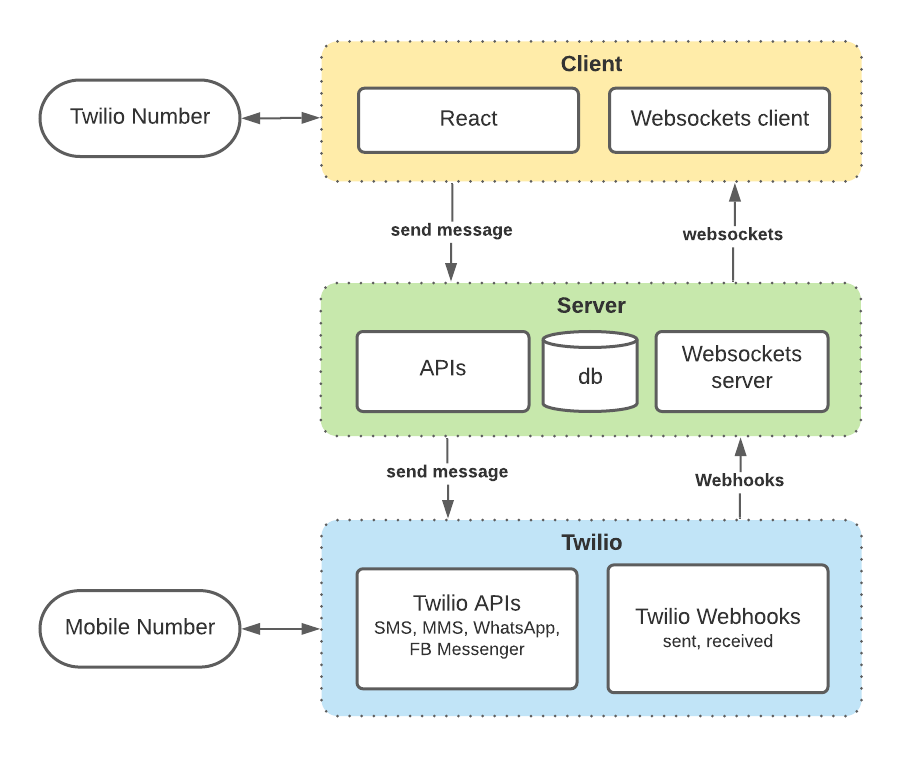 Client
Twilio Number
React
Websockets client
send message
websockets
Server
APIs
db
Websockets
server
send message
Webhooks
Twilio
Twilio APIs
SMS, MMS, WhatsApp,
FB Messenger
Twilio Webhooks
sent, received
Mobile Number